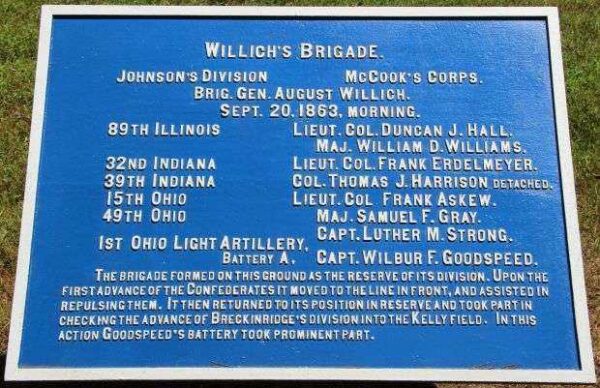 Willich's Brigade.
Johnson's Division McCook's Corps.
Brig. Gen. August Willich.
Sept. 20, 1863, Morning.
89th Illinois Lieut. Col. Duncan J. Hall.
Maj. William D. Williams.
32nd Indiana Lieut. Col. Frank Erdelmeyer.
39th Indiana Col. Thomas J. Harrison detached.
15th Ohio Lieut. Col Frank Askew.
49th Ohio Maj. Samuel F. Gray.
Capt. Luther M. Strong.
1st Ohio Light Artillery,
Battery A, Capt. Wilbur F. Goodspeed.
The brigade formed on this ground as the reserve of its division. Upon the
first advance of the Confederates it moved to the line in front, and assisted in
repulsing them. It then returned to its position in reserve and took part in
checking the advance of Breckinridge's division into the Kelly field. In this
action Goodspeed's battery took prominent part.